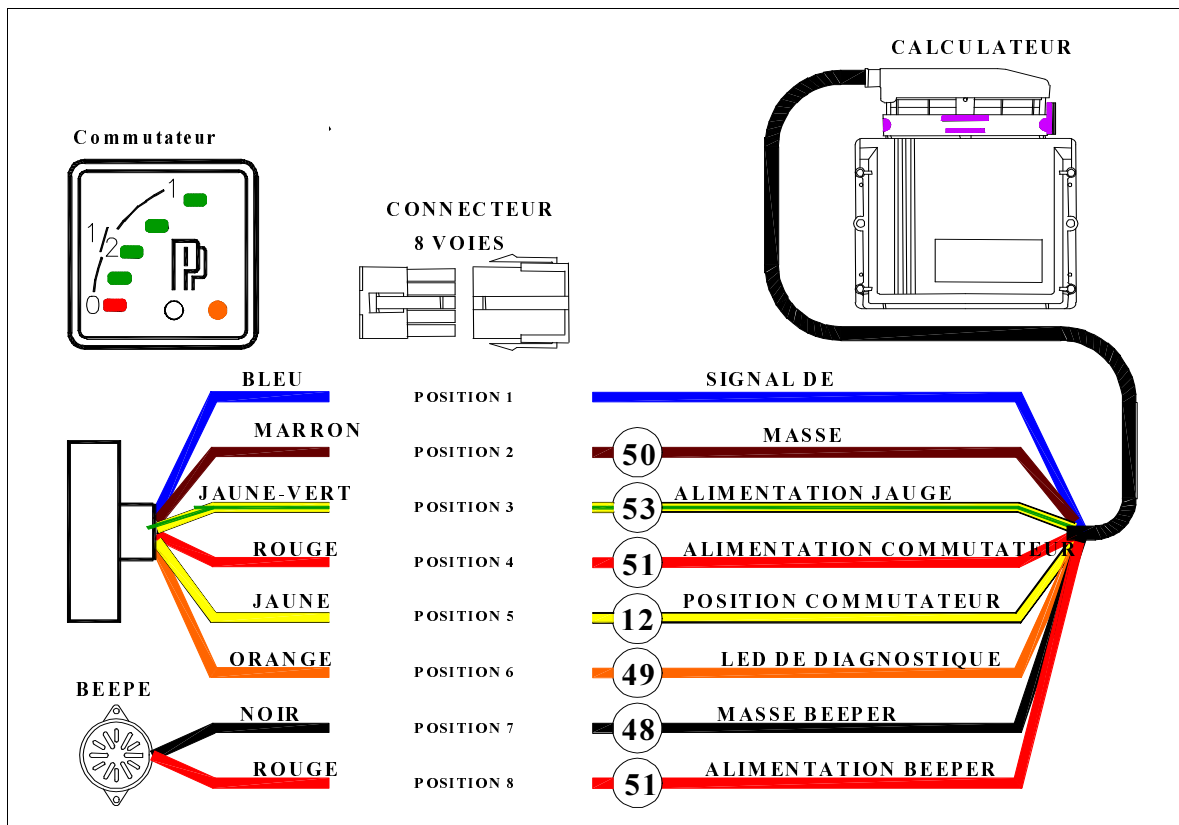 CALCULATEUR
Commutateur
1
1/2
0
CONNECTEUR
8 VOIES
BLEU POSITION 1 SIGNAL DE
MARRON POSITION 2 50 MASSE
JAUNE-VERT POSITION 3 53 ALIMENTATION JAUGE
ROUGE POSITION 4 51 ALIMENTATION COMMUTATEUR
JAUNE POSITION 5 12 POSITION COMMUTATEUR
ORANGE POSITION 6 49 LED DE DIAGNOSTIQUE
BEEPE
NOIR POSITION 7 48 MASSE BEEPER
ROUGE POSITION 8 51 ALIMENTATION BEEPER